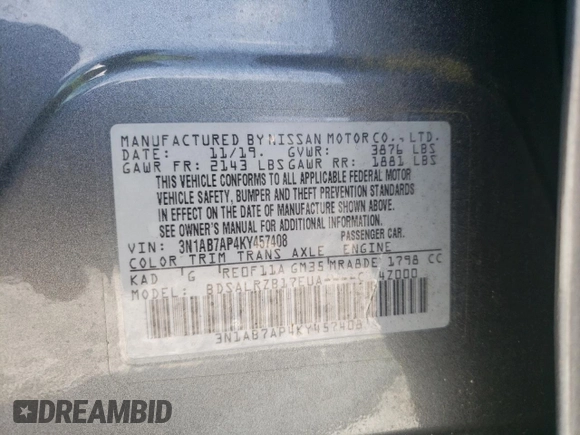 MANUFACTURED BY NISSAN MOTOR CO., LTD.
DATE: 11/19. GVWR: 3876 LBS
GAWR FR: 2143 LBS GAWR RR: 1881 LBS
THIS VEHICLE CONFORMS TO ALL APPLICABLE FEDERAL MOTOR
VEHICLE SAFETY, BUMPER AND THEFT PREVENTION STANDARDS
IN EFFECT ON THE DATE OF MANUFACTURE SHOWN ABOVE.
SEE OWNER'S MANUAL FOR ADDITIONAL INFORMATION.
VIN: 3N1AB7AP4KY457408 PASSENGER CAR.
COLOR TRIM TRANS AXLE ENGINE
KAD G RE0F11A GM35 MRA8DE 1798 CC
MODEL: BDSALRZB17EUA----C 4Z000
3N1AB7AP4KY457408
DREAMBID